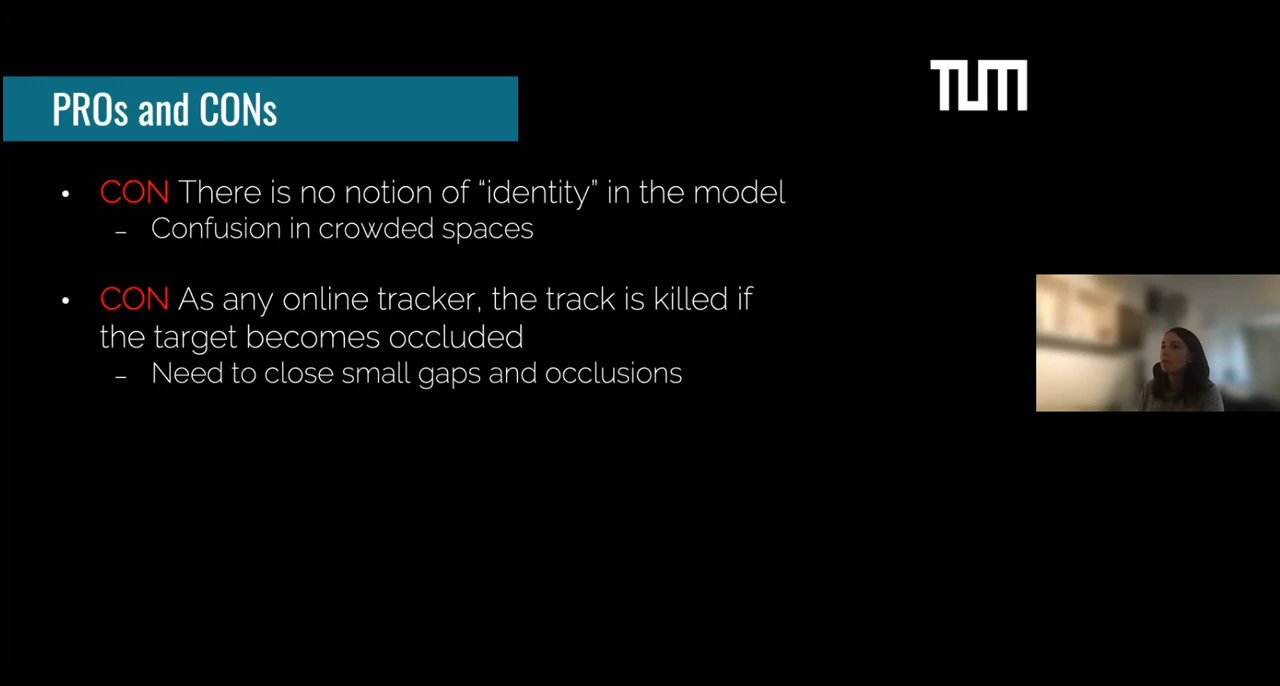 TUM
PROs and CONs
• CON There is no notion of “identity” in the model
– Confusion in crowded spaces
• CON As any online tracker, the track is killed if
the target becomes occluded
– Need to close small gaps and occlusions